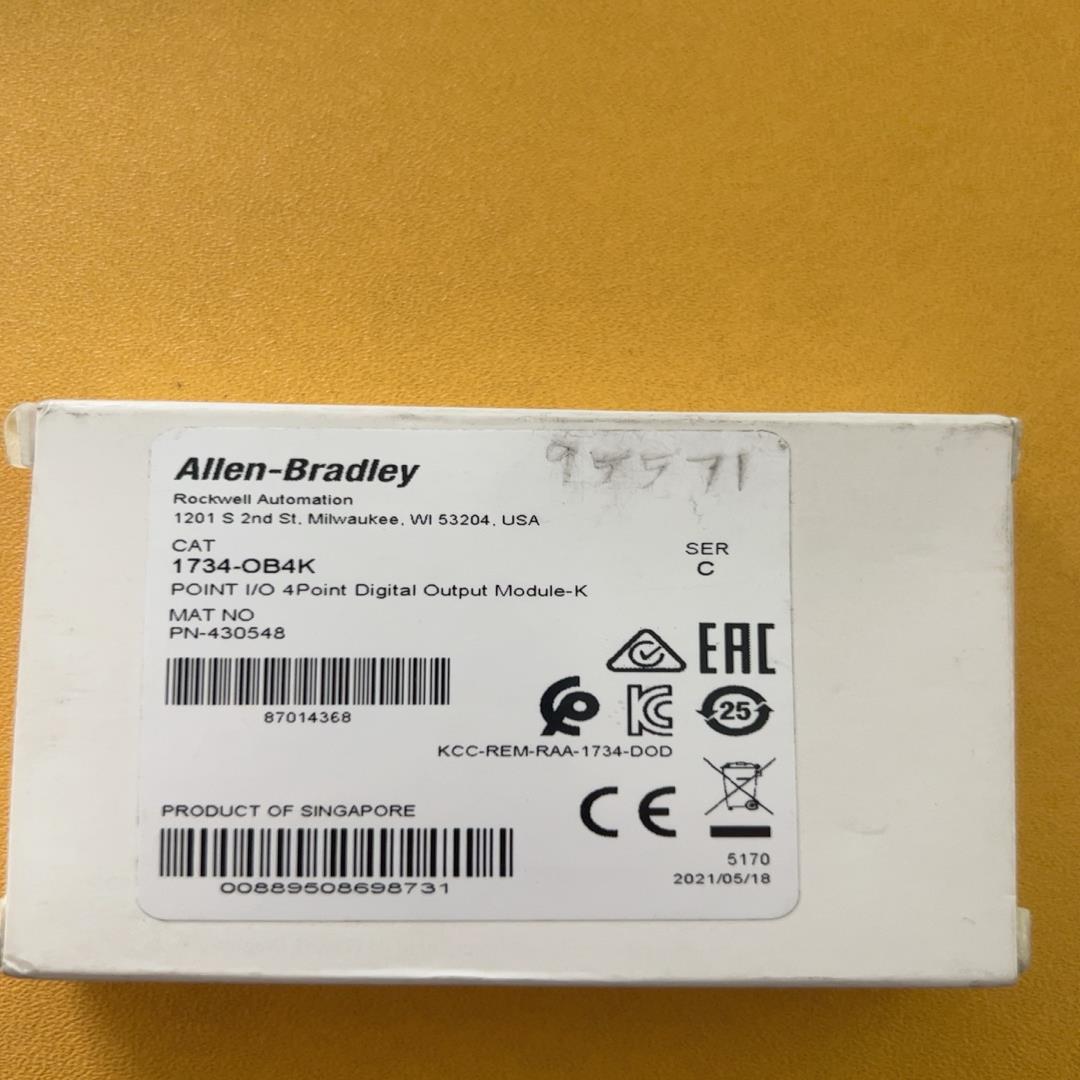 Allen-Bradley
95571
Rockwell Automation
1201 S 2nd St. Milwaukee, WI 53204, USA
CAT
1734-OB4K
SER
C
POINT I/O 4Point Digital Output Module-K
MAT NO
PN-430548
EAC
87014368
25
KCC-REM-RAA-1734-DOD
PRODUCT OF SINGAPORE
CE
00889508698731
5170
2021/05/18